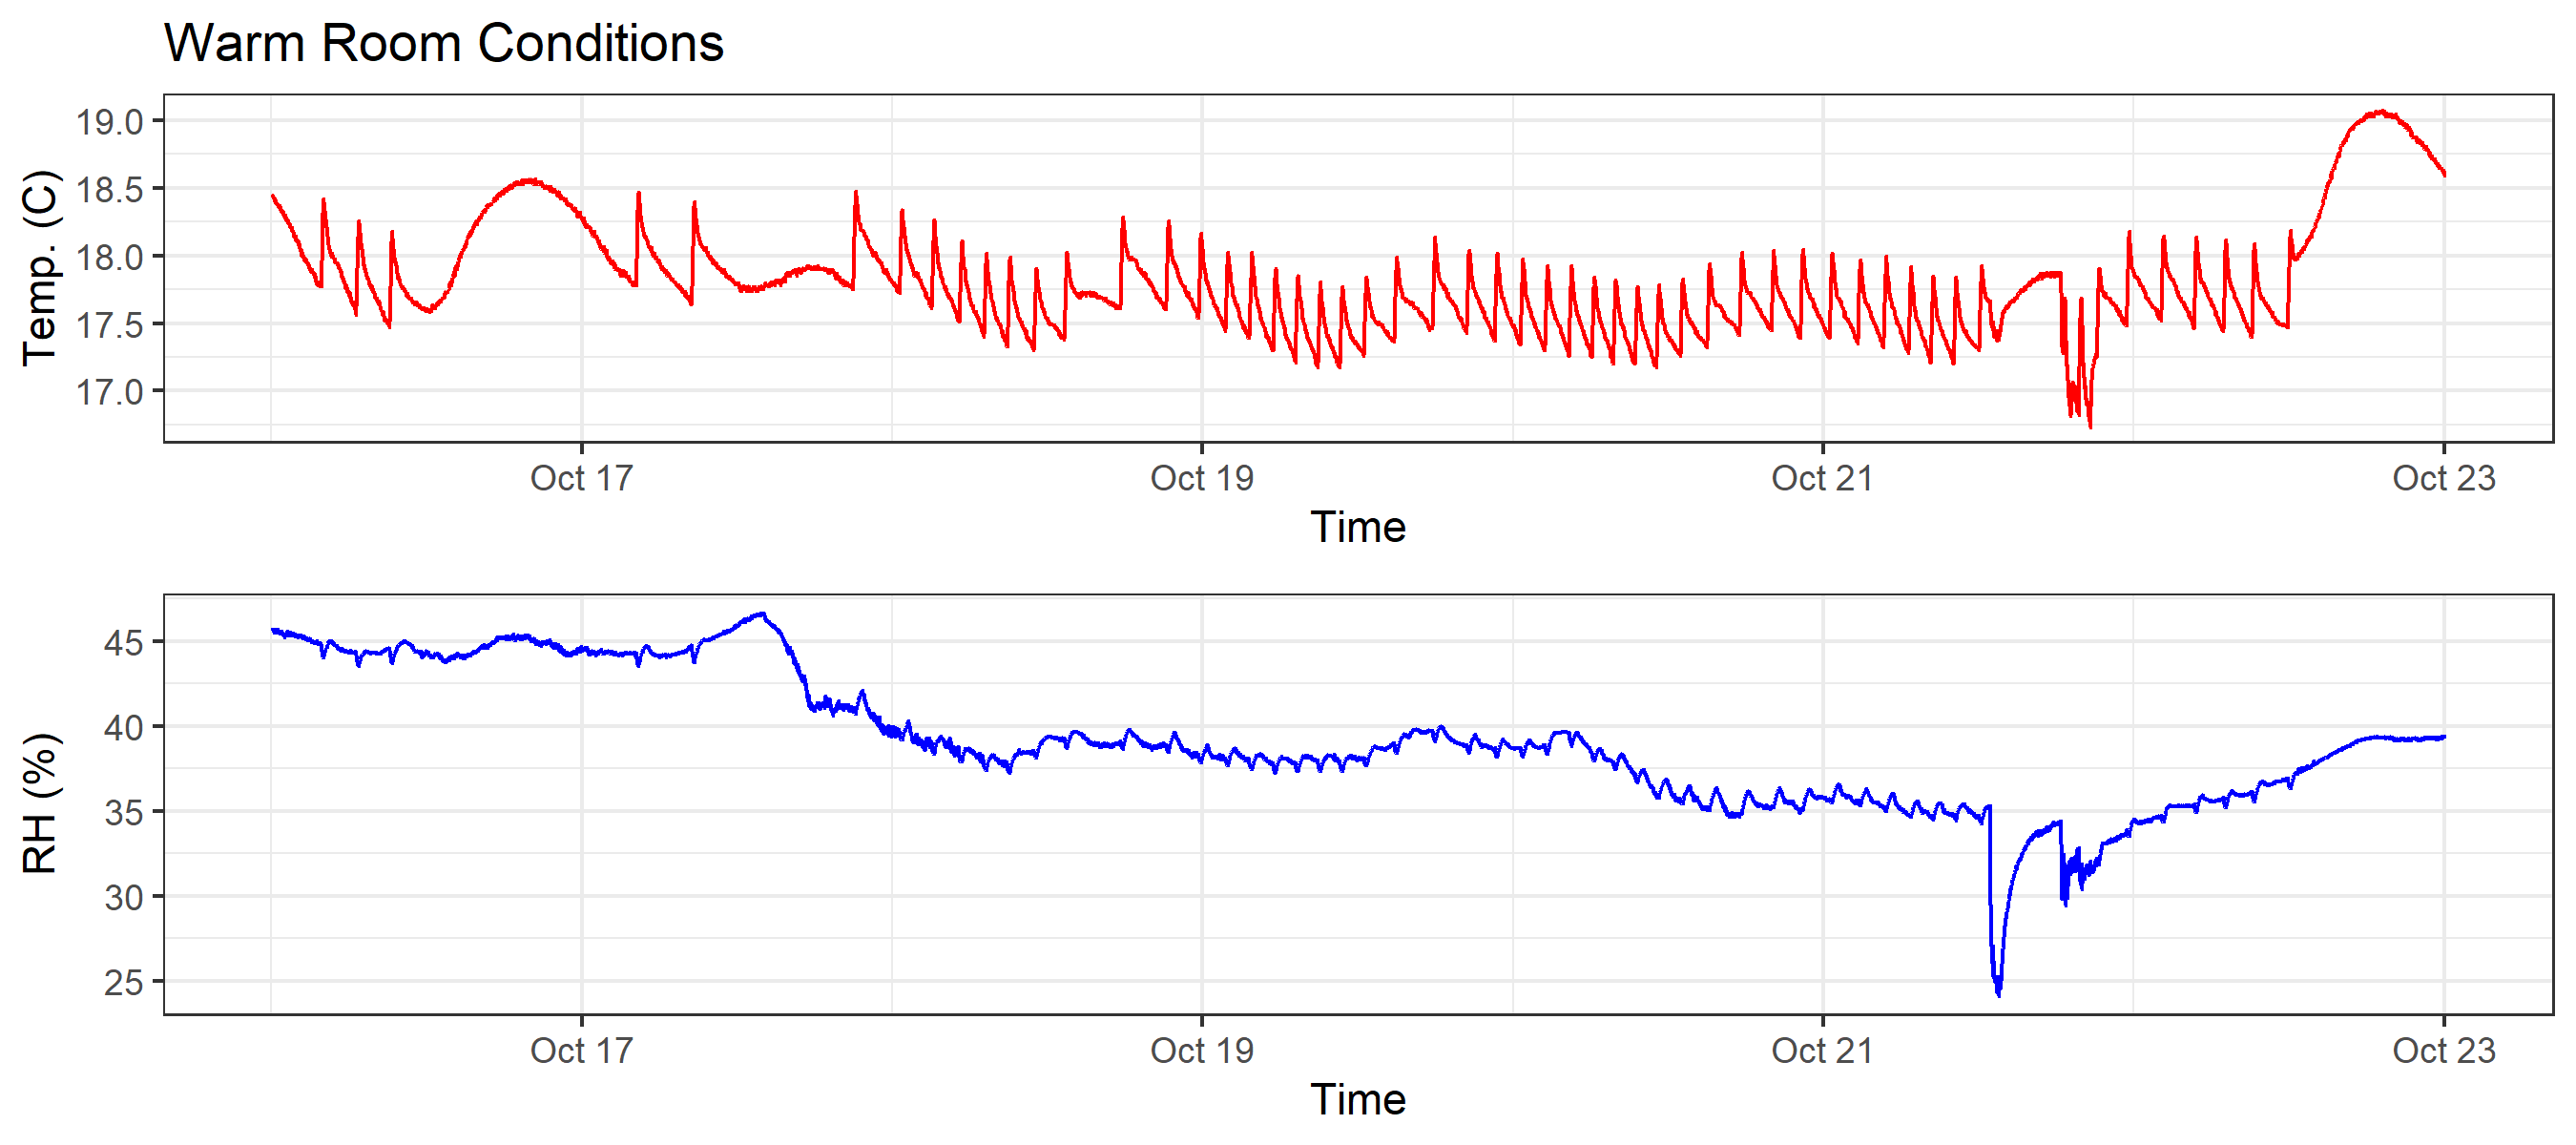 Warm Room Conditions
Temp. (C)
19.0
18.5
18.0
17.5
17.0
Oct 17 Oct 19 Oct 21 Oct 23
Time
RH (%)
45
40
35
30
25
Oct 17 Oct 19 Oct 21 Oct 23
Time